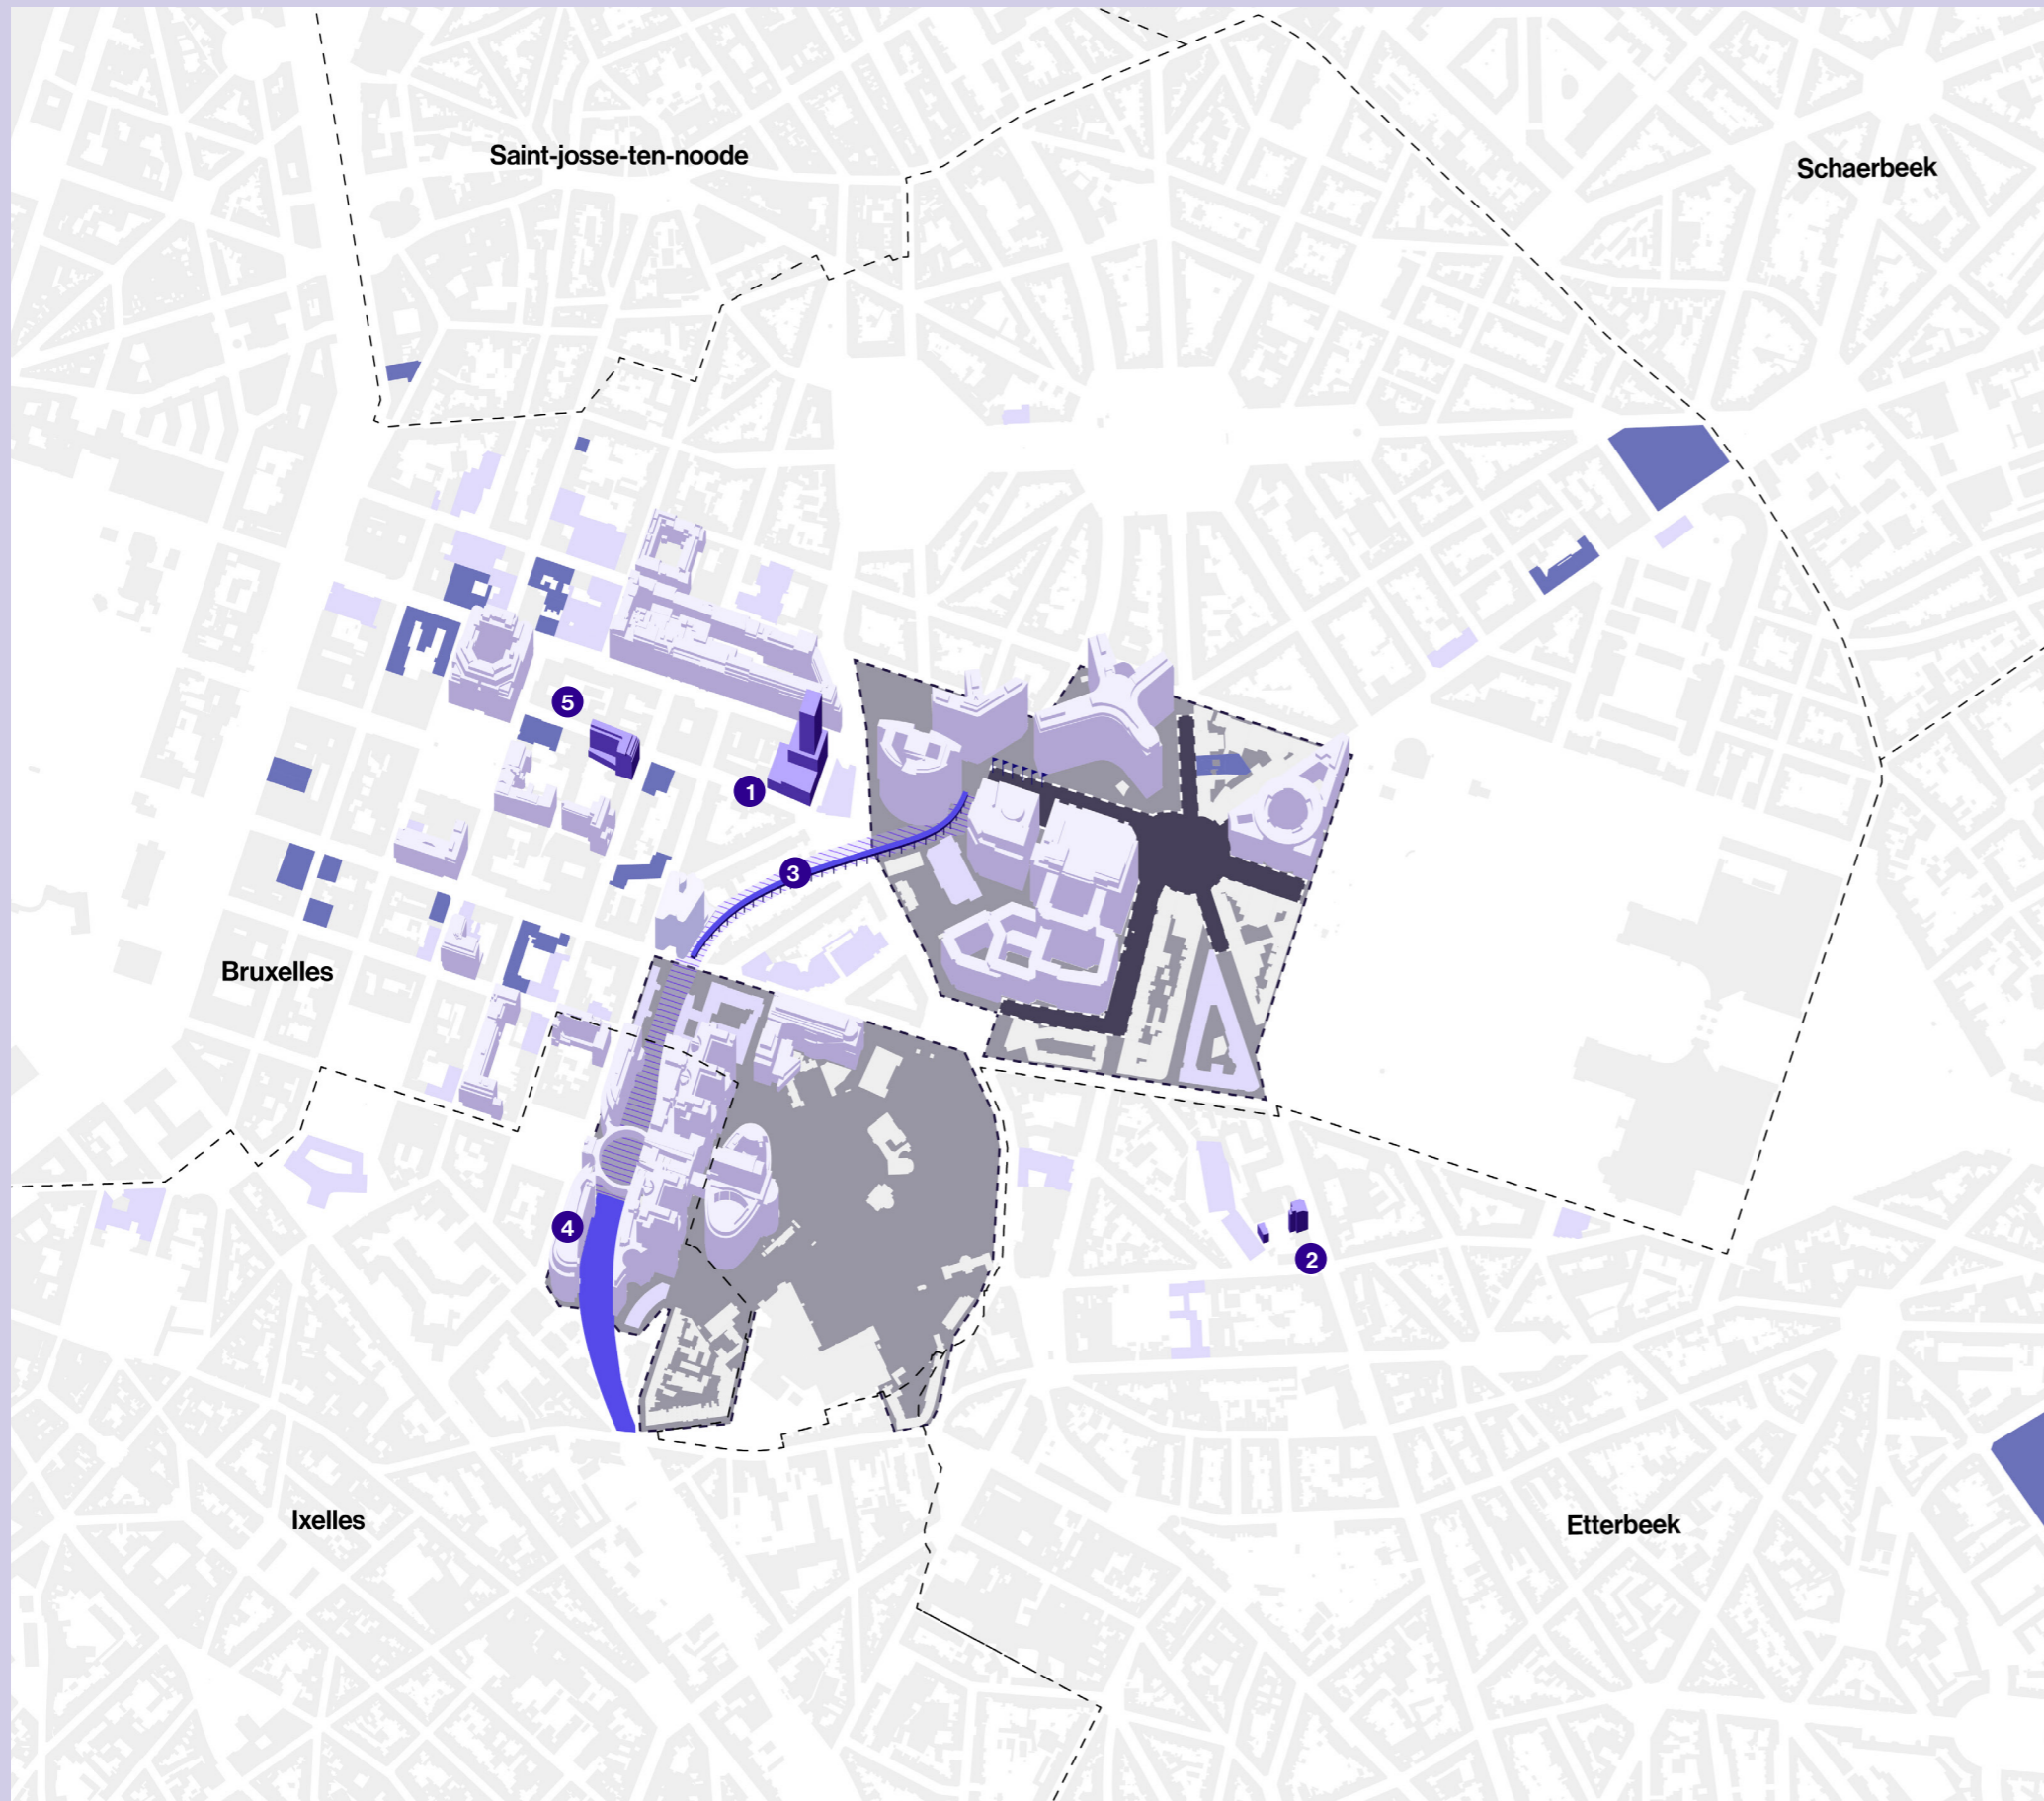 Saint-josse-ten-noode
Schaerbeek
5
1
3
Bruxelles
4
2
Ixelles
Etterbeek